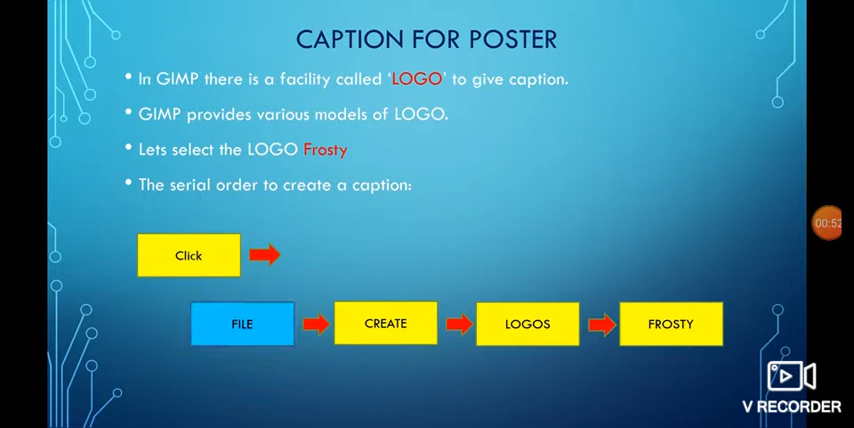 CAPTION FOR POSTER
• In GIMP there is a facility called ‘LOGO’ to give caption.
• GIMP provides various models of LOGO.
• Lets select the LOGO Frosty
• The serial order to create a caption:
00:52
Click
FILE
CREATE
LOGOS
FROSTY
V RECORDER